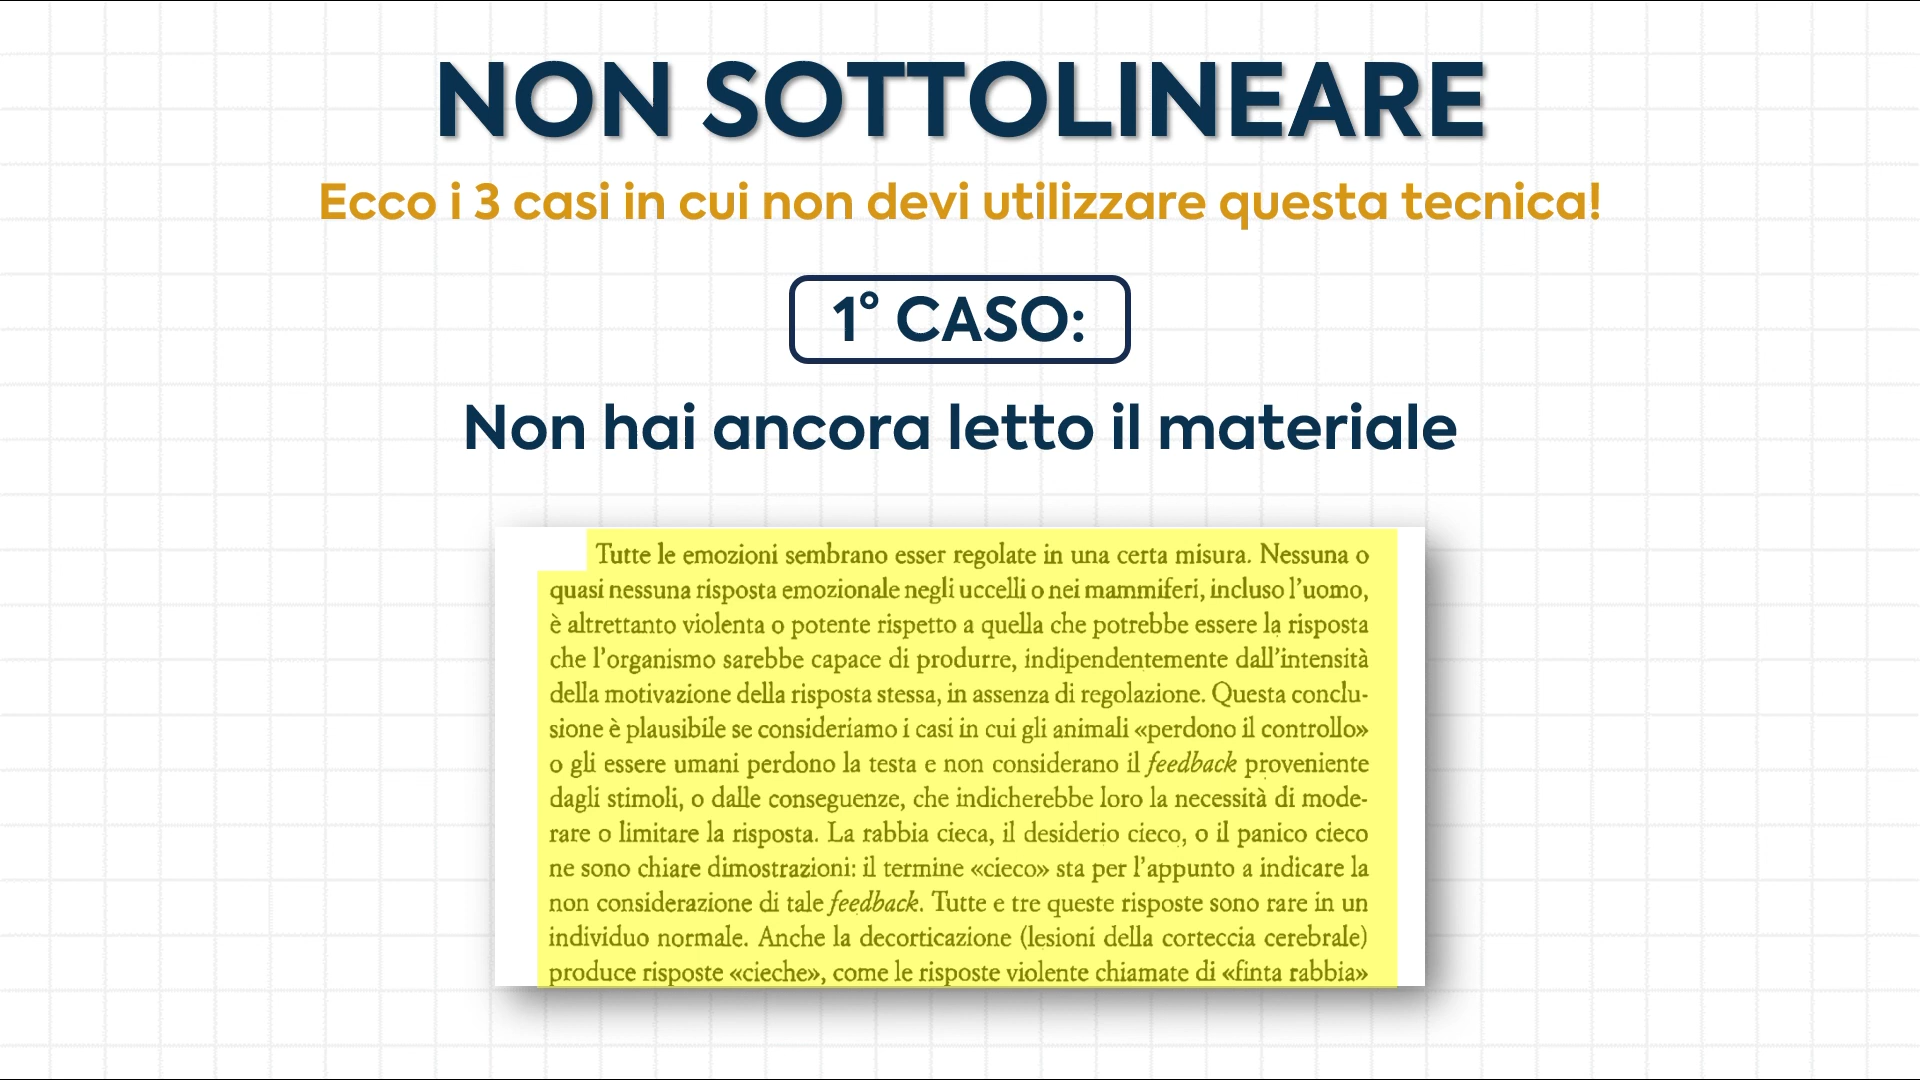 NON SOTTOLINEARE
Ecco i 3 casi in cui non devi utilizzare questa tecnica!
1° CASO:
Non hai ancora letto il materiale
Tutte le emozioni sembrano esser regolate in una certa misura. Nessuna o
quasi nessuna risposta emozionale negli uccelli o nei mammiferi, incluso l'uomo,
è altrettanto violenta o potente rispetto a quella che potrebbe essere la risposta
che l'organismo sarebbe capace di produrre, indipendentemente dall'intensità
della motivazione della risposta stessa, in assenza di regolazione. Questa conclu-
sione è plausibile se consideriamo i casi in cui gli animali «perdono il controllo»
o gli essere umani perdono la testa e non considerano il feedback proveniente
dagli stimoli, o dalle conseguenze, che indicherebbe loro la necessità di mode-
rare o limitare la risposta. La rabbia cieca, il desiderio cieco, o il panico cieco
ne sono chiare dimostrazioni: il termine «cieco» sta per l'appunto a indicare la
non considerazione di tale feedback. Tutte e tre queste risposte sono rare in un
individuo normale. Anche la decorticazione (lesioni della corteccia cerebrale)
produce risposte «cieche», come le risposte violente chiamate di «finta rabbia»